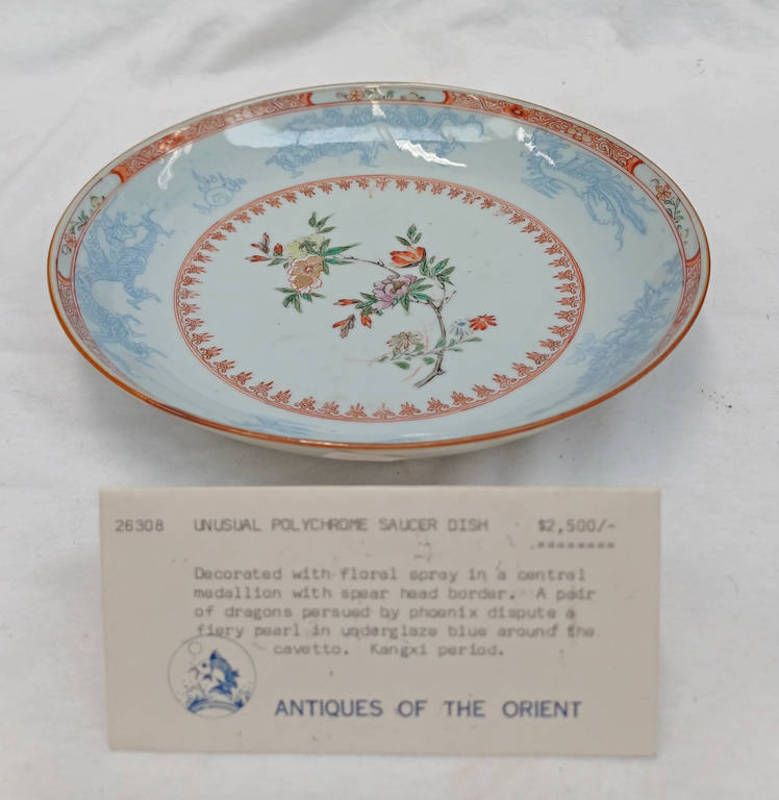 26308 UNUSUAL POLYCHROME SAUCER DISH $2,500/-
Decorated with floral spray in a central
medallion with spear head border. A pair
of dragons persued by phoenix dispute a
fiery pearl in underglaze blue around the
cavetto. Kangxi period.
ANTIQUES OF THE ORIENT